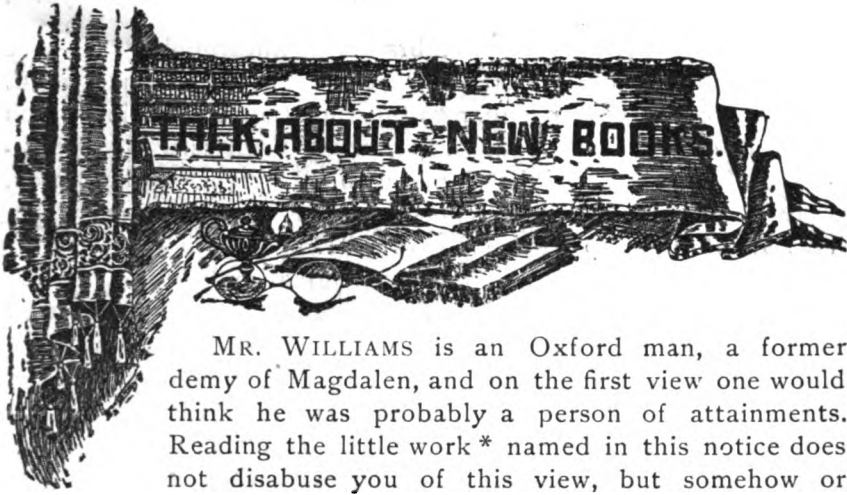 TALK ABOUT NEW BOOKS.
MR. WILLIAMS is an Oxford man, a former
demy of Magdalen, and on the first view one would
think he was probably a person of attainments.
Reading the little work * named in this notice does
not disabuse you of this view, but somehow or